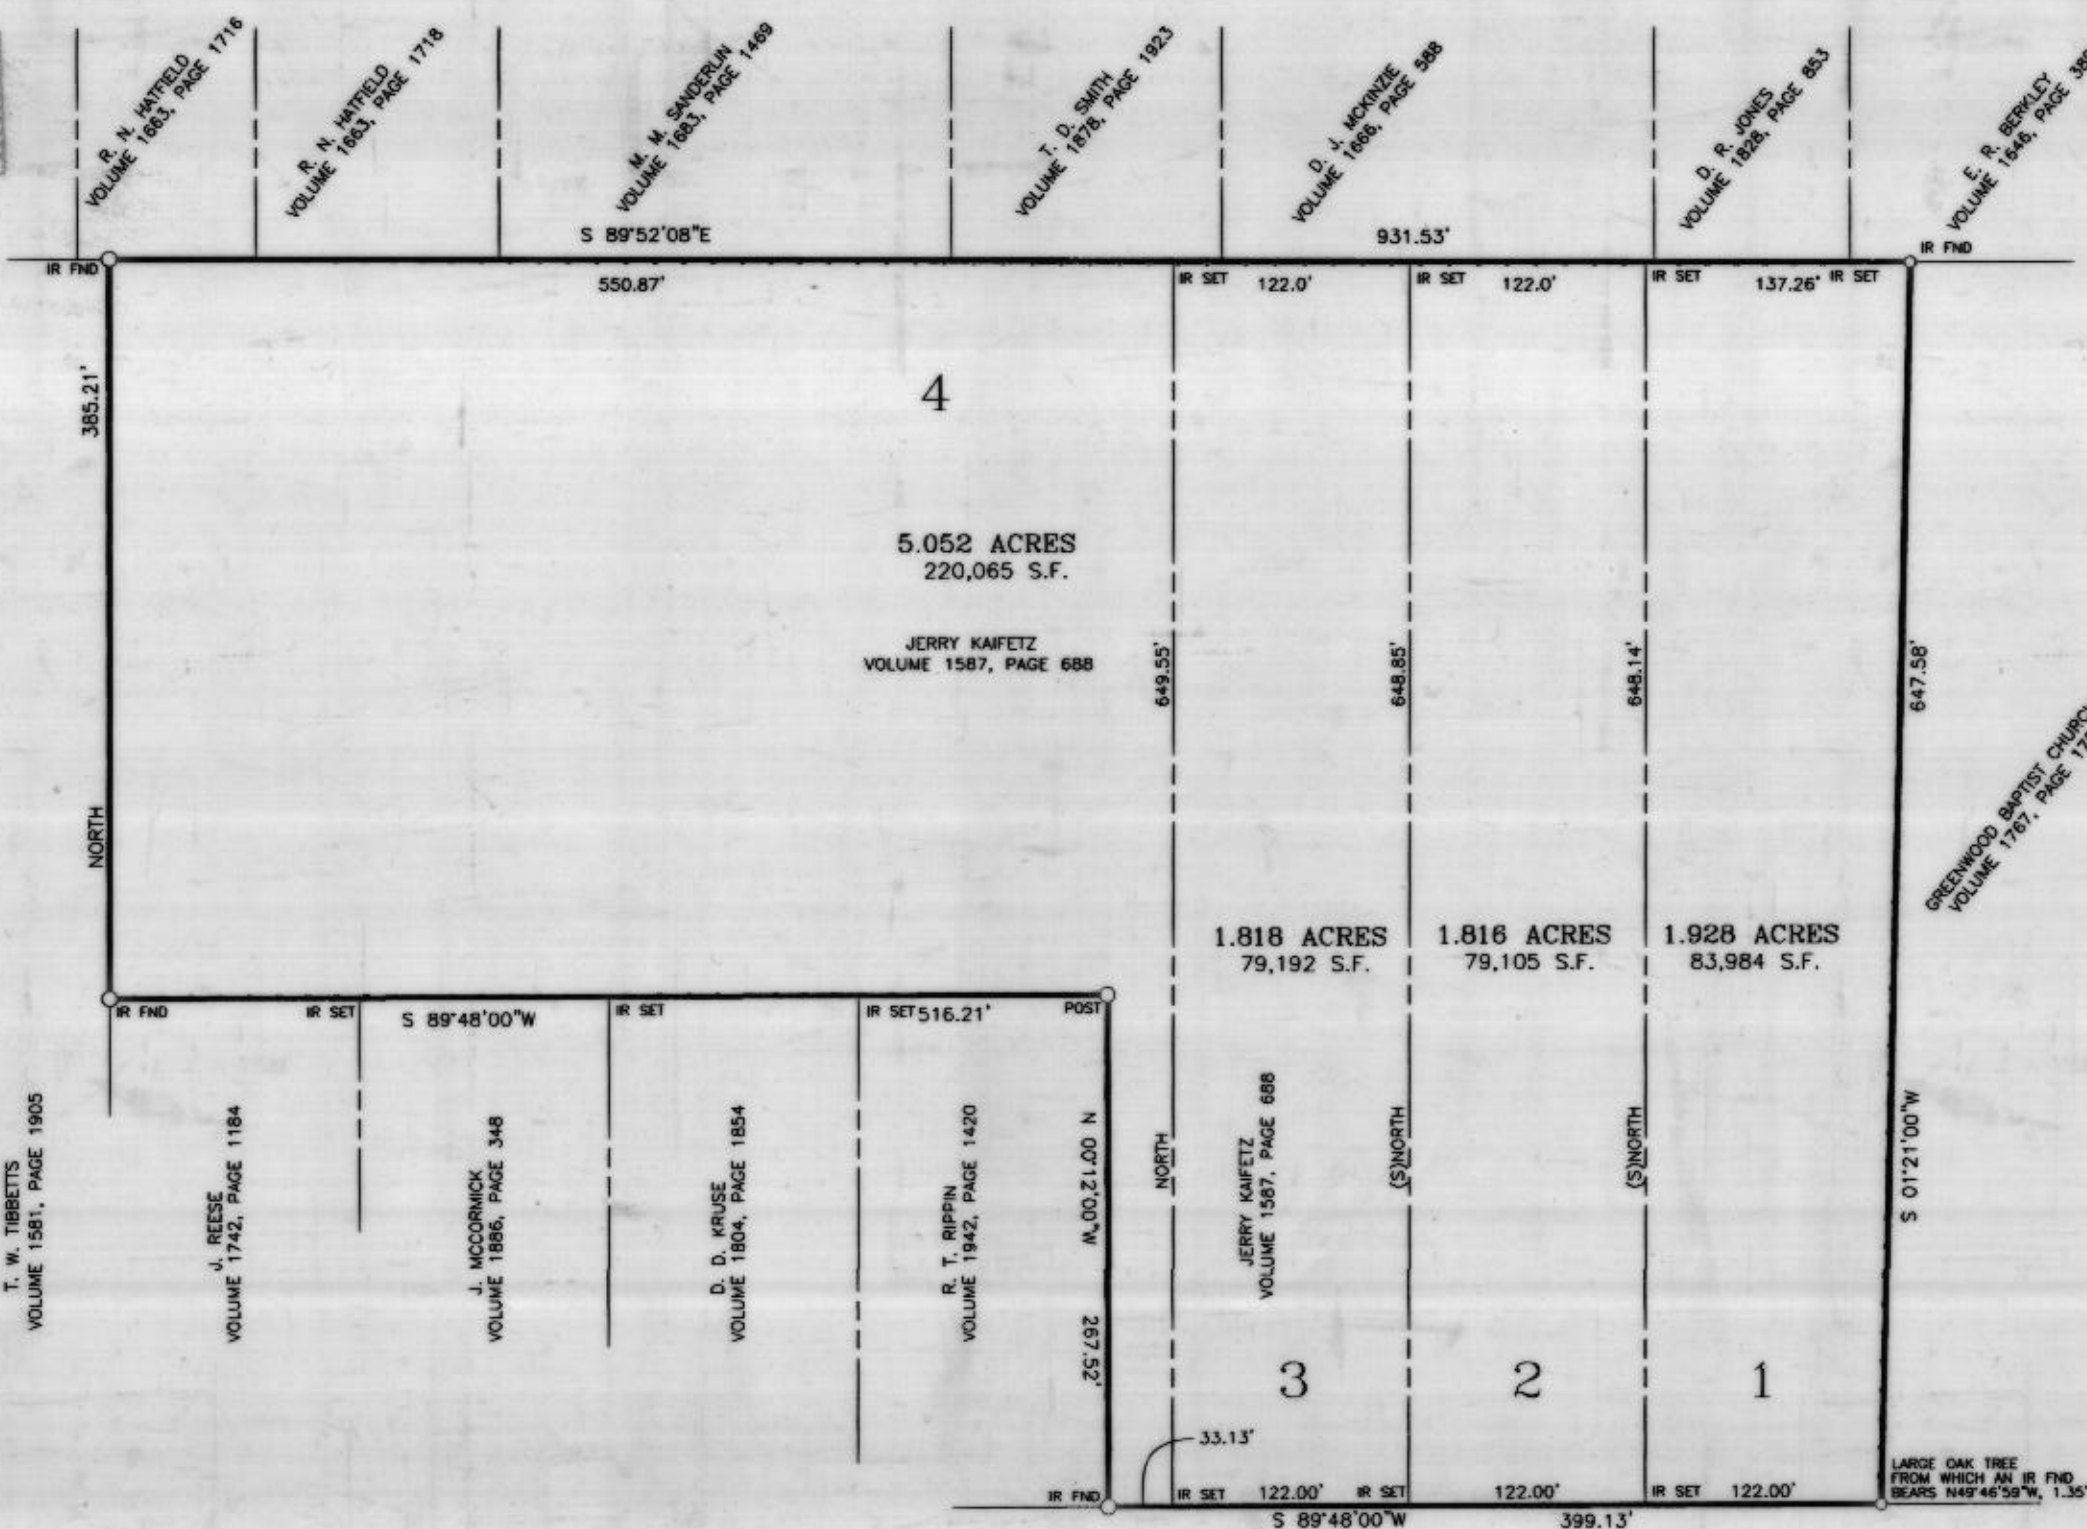 R. N. HATFIELD
VOLUME 1663, PAGE 1716
R. N. HATFIELD
VOLUME 1663, PAGE 1718
M. M. SANDERLIN
VOLUME 1683, PAGE 1469
T. D. SMITH
VOLUME 1878, PAGE 1923
D. J. MCKINZIE
VOLUME 1666, PAGE 588
D. R. JONES
VOLUME 1828, PAGE 853
E. R. BERKLEY
VOLUME 1646, PAGE
S 89°52'08"E
931.53'
IR FND
IR FND
550.87'
IR SET
122.0'
IR SET
122.0'
IR SET
137.26'
IR SET
385.21'
NORTH
4
5.052 ACRES
220,065 S.F.
JERRY KAIFETZ
VOLUME 1587, PAGE 688
649.55'
648.85'
648.14'
647.58'
GREENWOOD BAPTIST CHURCH
VOLUME 1767, PAGE
1.818 ACRES
79,192 S.F.
1.816 ACRES
79,105 S.F.
1.928 ACRES
83,984 S.F.
IR FND
IR SET
S 89°48'00"W
IR SET
IR SET
516.21'
POST
T. W. TIBBETTS
VOLUME 1581, PAGE 1905
J. REESE
VOLUME 1742, PAGE 1184
J. MCCORMICK
VOLUME 1886, PAGE 348
D. D. KRUSE
VOLUME 1804, PAGE 1854
R. T. RIPPIN
VOLUME 1942, PAGE 1420
N 00°12'00"W
267.52'
NORTH
JERRY KAIFETZ
VOLUME 1587, PAGE 688
(S)NORTH
(S)NORTH
S 01°21'00"W
3
2
1
33.13'
LARGE OAK TREE
FROM WHICH AN IR FND
BEARS N49°46'59"W, 1.35'
IR FND
IR SET
122.00'
IR SET
122.00'
IR SET
122.00'
S 89°48'00"W
399.13'